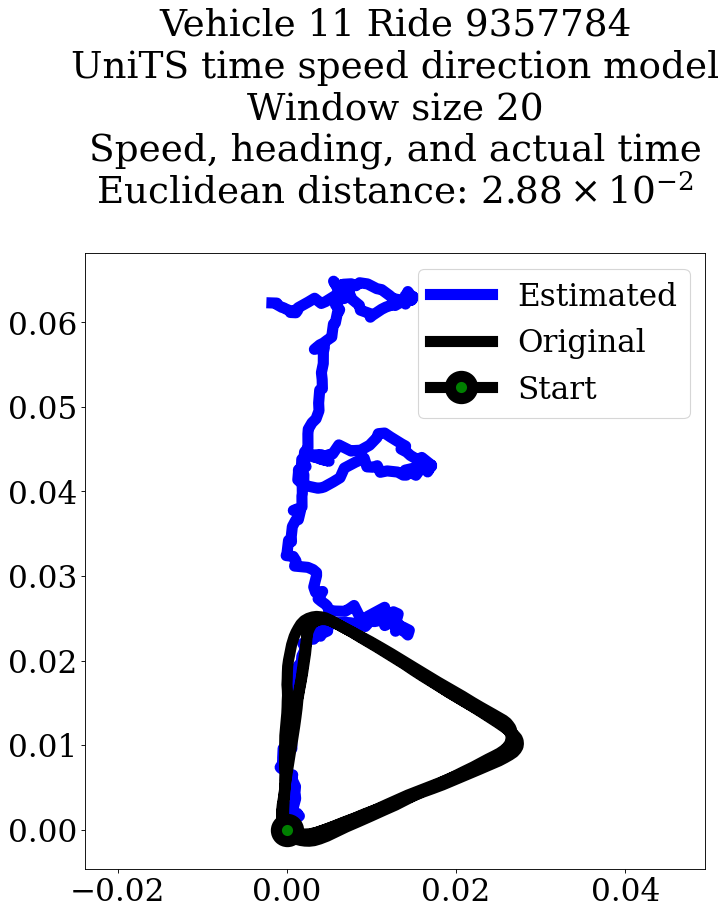 Vehicle 11 Ride 9357784
UniTS time speed direction model
Window size 20
Speed, heading, and actual time
Euclidean distance: 2.88 × 10⁻²
Estimated
Original
Start
0.06
0.05
0.04
0.03
0.02
0.01
0.00
−0.02 0.00 0.02 0.04